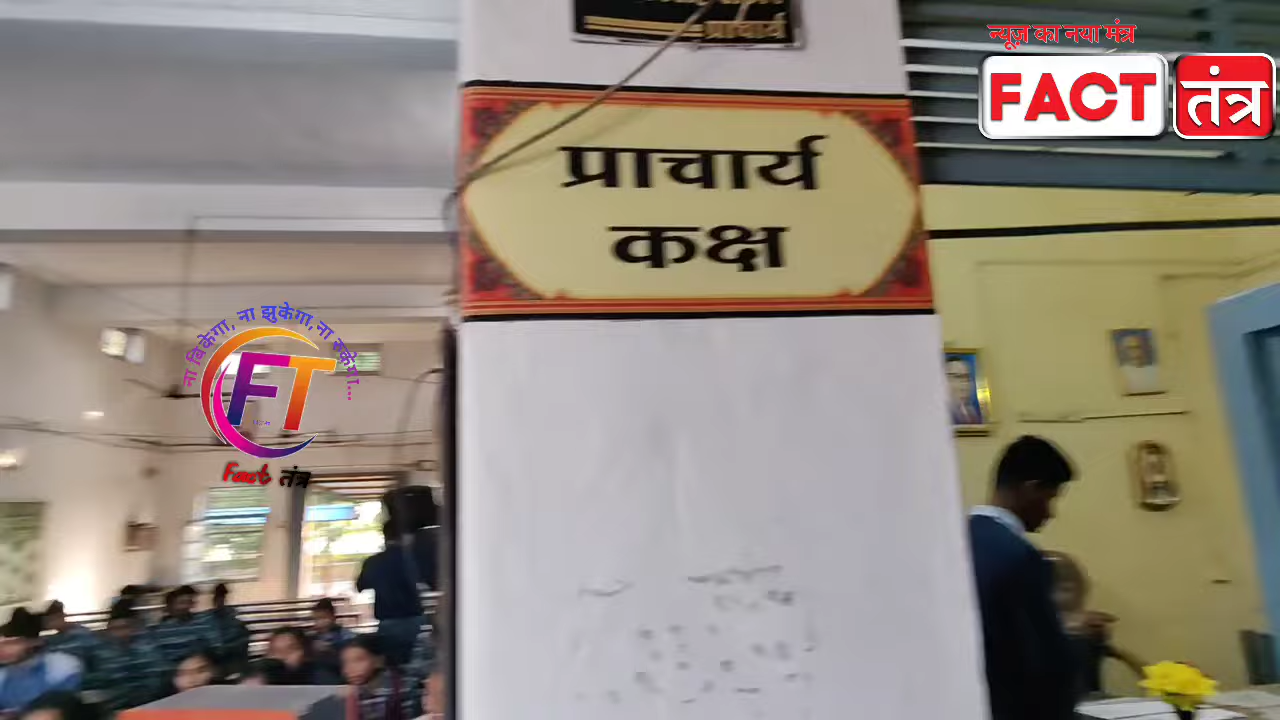 प्राचार्य
न्यूज़ का नया मंत्र
FACT तंत्र
प्राचार्य
कक्ष
ना बिकेगा, ना झुकेगा, ना रुकेगा...
FT
Fact तंत्र